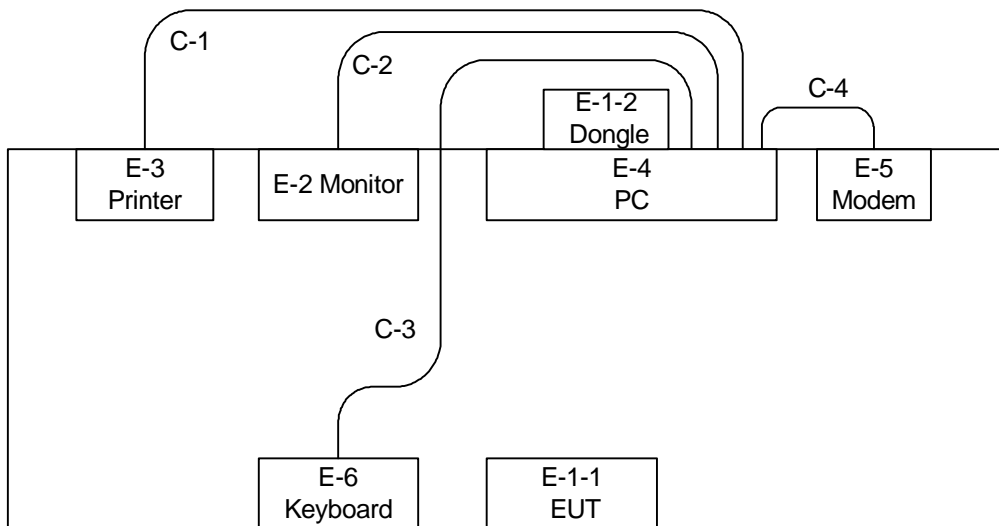 C-1
C-2
C-4
E-1-2
Dongle
E-3
Printer
E-2 Monitor
E-4
PC
E-5
Modem
C-3
E-6
Keyboard
E-1-1
EUT